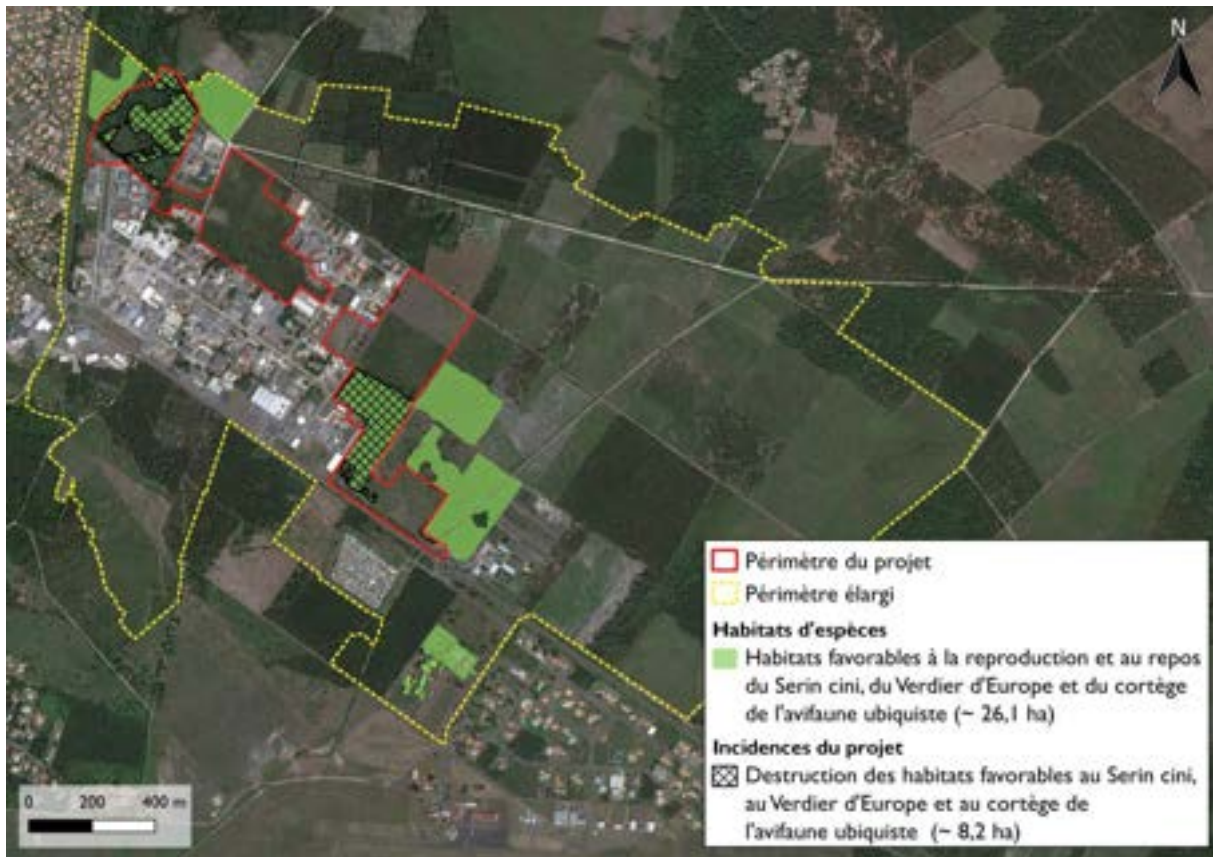 N
Périmètre du projet
Périmètre élargi
Habitats d'espèces
Habitats favorables à la reproduction et au repos
du Serin cini, du Verdier d'Europe et du cortège
de l'avifaune ubiquiste (~ 26,1 ha)
Incidences du projet
Destruction des habitats favorables au Serin cini,
au Verdier d'Europe et au cortège de
l'avifaune ubiquiste (~ 8,2 ha)
0 200 400 m